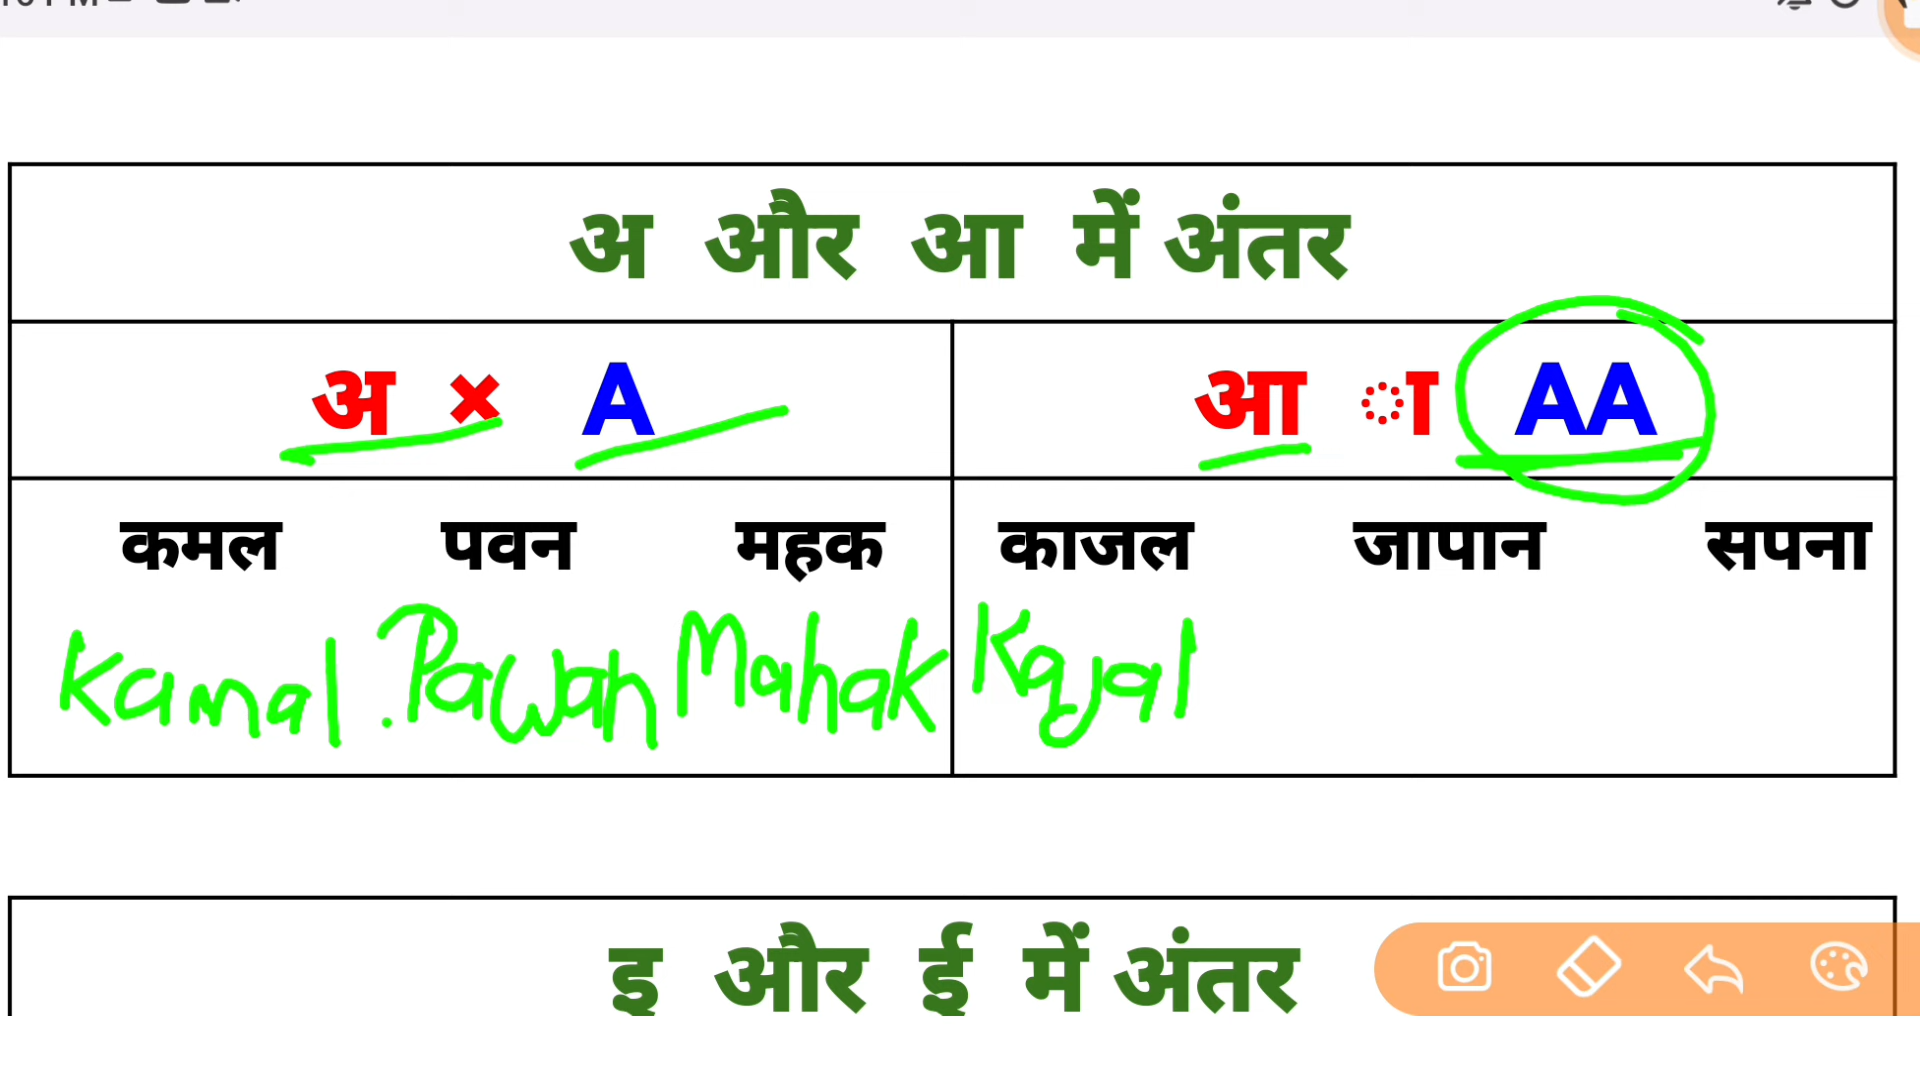 अ और आ में अंतर
अ × A आ ा AA
कमल पवन महक काजल जापान सपना
Kamal. Pawan Mahak Kajal
इ और ई में अंतर